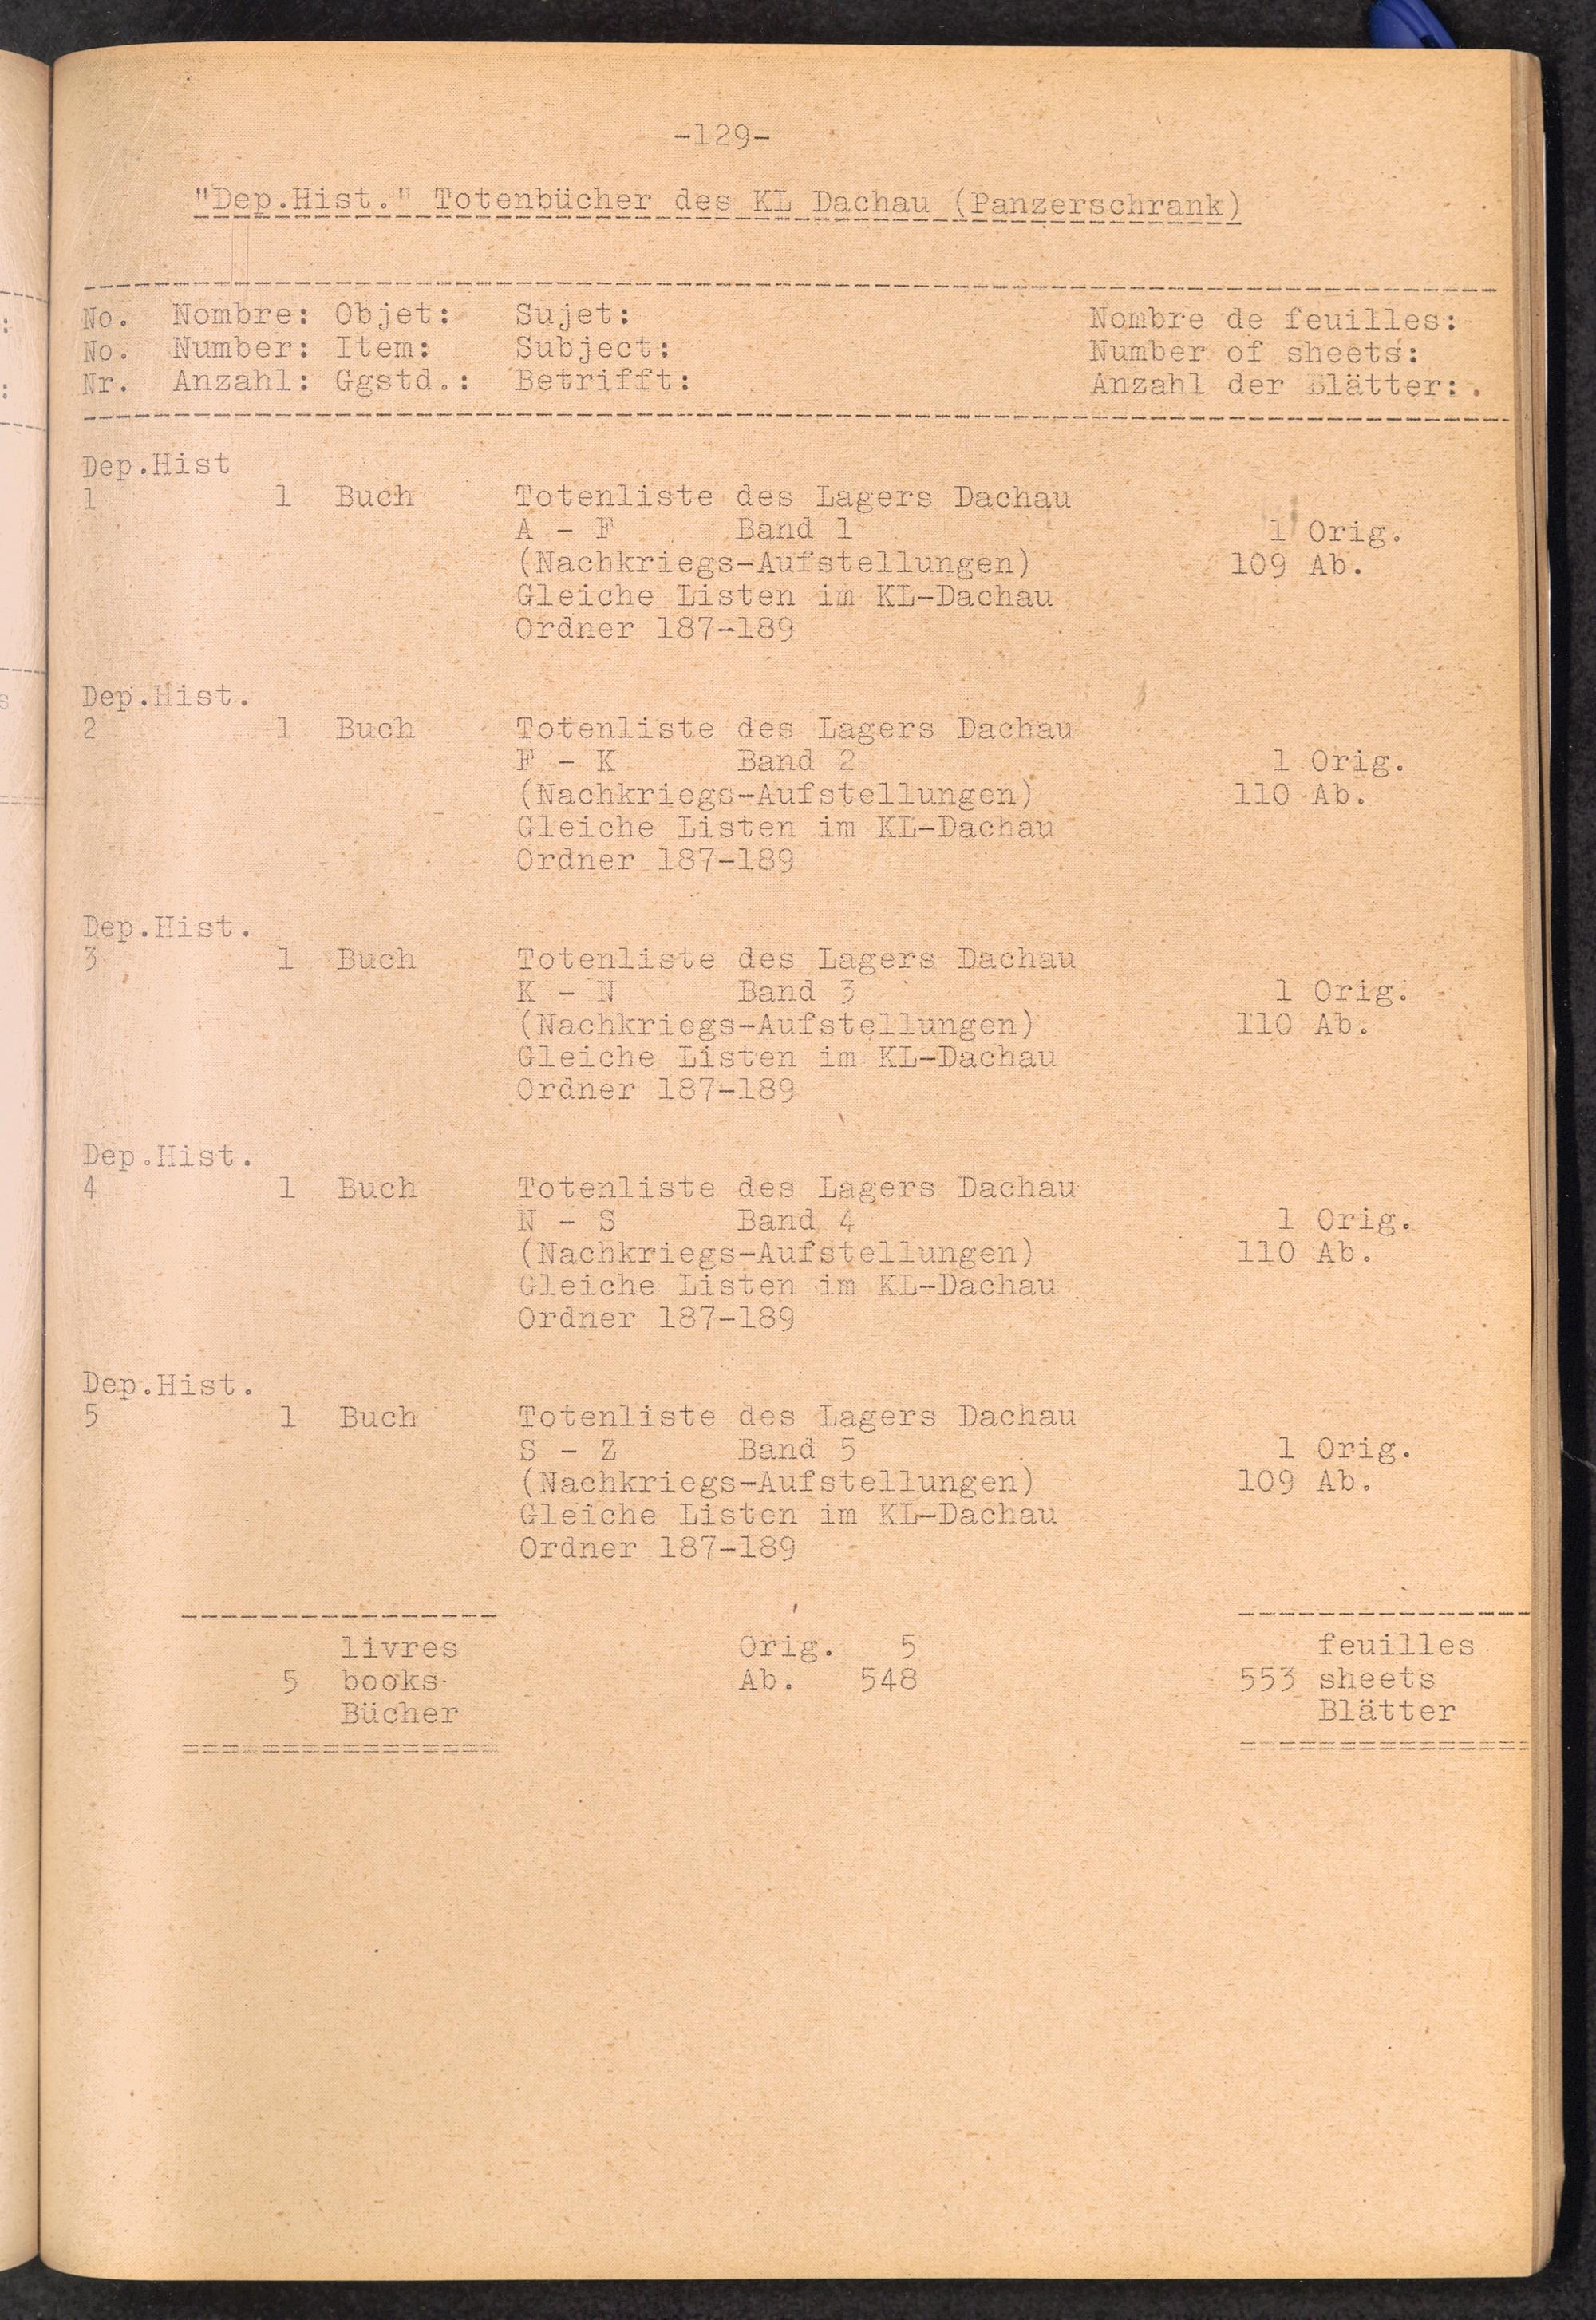 -129-
"Dep.Hist." Totenbücher des KL Dachau (Panzerschrank)
No. Nombre: Objet: Sujet: Nombre de feuilles:
No. Number: Item: Subject: Number of sheets:
Nr. Anzahl: Ggstd.: Betrifft: Anzahl der Blätter:.
Dep.Hist
1 1 Buch Totenliste des Lagers Dachau
A - F Band 1 1 Orig.
(Nachkriegs-Aufstellungen) 109 Ab.
Gleiche Listen im KL-Dachau
Ordner 187-189
Dep.Hist.
2 1 Buch Totenliste des Lagers Dachau
F - K Band 2 1 Orig.
(Nachkriegs-Aufstellungen) 110 Ab.
Gleiche Listen im KL-Dachau
Ordner 187-189
Dep.Hist.
3 1 Buch Totenliste des Lagers Dachau
K - N Band 3 1 Orig.
(Nachkriegs-Aufstellungen) 110 Ab.
Gleiche Listen im KL-Dachau
Ordner 187-189
Dep.Hist.
4 1 Buch Totenliste des Lagers Dachau
N - S Band 4 1 Orig.
(Nachkriegs-Aufstellungen) 110 Ab.
Gleiche Listen im KL-Dachau
Ordner 187-189
Dep.Hist.
5 1 Buch Totenliste des Lagers Dachau
S - Z Band 5 1 Orig.
(Nachkriegs-Aufstellungen) 109 Ab.
Gleiche Listen im KL-Dachau
Ordner 187-189
livres Orig. 5 feuilles
5 books Ab. 548 553 sheets
Bücher Blätter